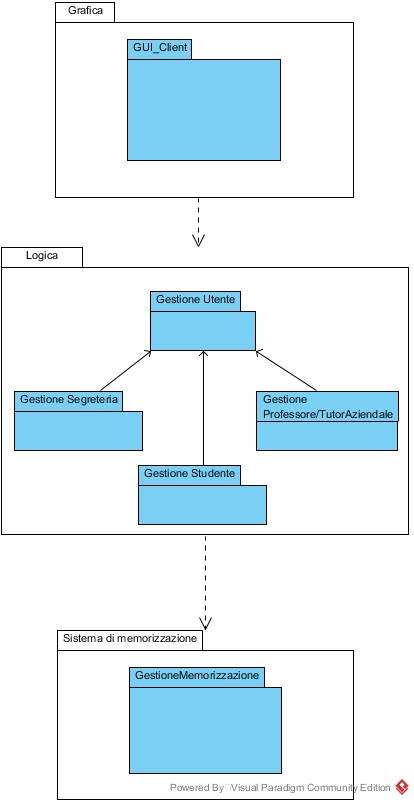 Grafica
GUI_Client
Logica
Gestione Utente
Gestione Segreteria
Gestione
Professore/TutorAziendale
Gestione Studente
Sistema di memorizzazione
GestioneMemorizzazione
Powered By Visual Paradigm Community Edition